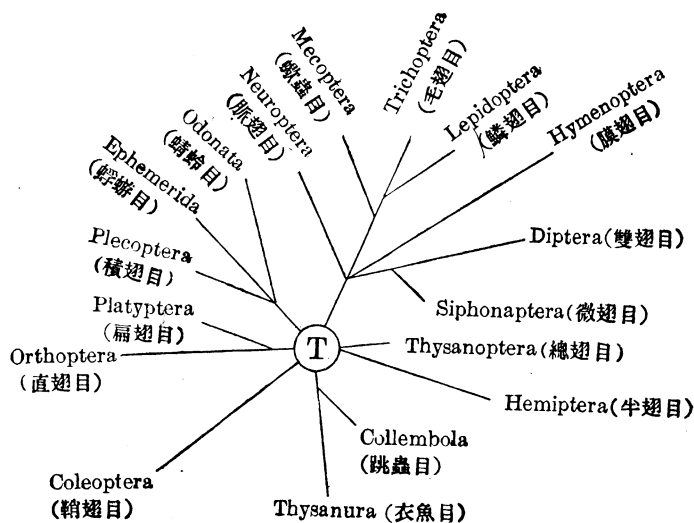 Mecoptera
(蠍蟲目)
Trichoptera
(毛翅目)
Neuroptera
(脈翅目)
Lepidoptera
(鱗翅目)
Hymenoptera
(膜翅目)
Odonata
(蜻蛉目)
Ephemerida
(蜉蝣目)
Diptera(雙翅目)
Plecoptera
(積翅目)
Siphonaptera(微翅目)
Platyptera
(扁翅目)
T
Thysanoptera(總翅目)
Orthoptera
(直翅目)
Hemiptera(半翅目)
Collembola
(跳蟲目)
Coleoptera
(鞘翅目)
Thysanura(衣魚目)